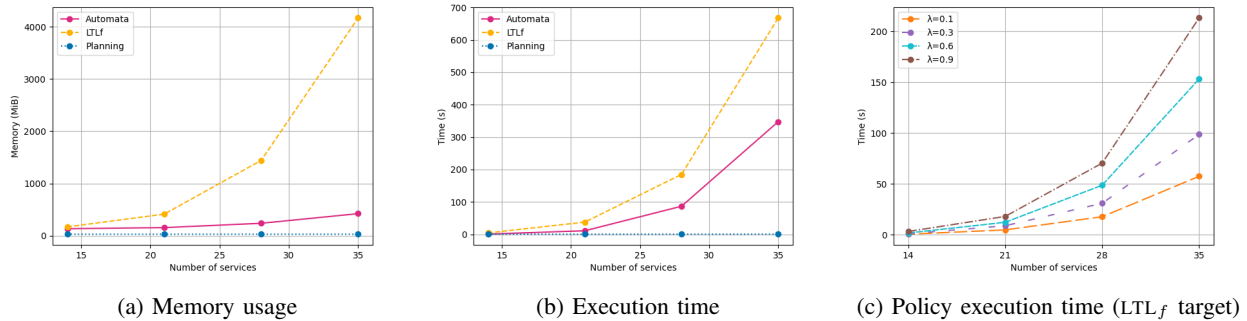 Memory (MiB)
4000
3000
2000
1000
0
15
20
25
30
35
Number of services
Automata
LTLf
Planning
(a) Memory usage
Time (s)
700
600
500
400
300
200
100
0
15
20
25
30
35
Number of services
Automata
LTLf
Planning
(b) Execution time
Time (s)
200
150
100
50
0
14
21
28
35
Number of services
λ=0.1
λ=0.3
λ=0.6
λ=0.9
(c) Policy execution time (LTLf target)